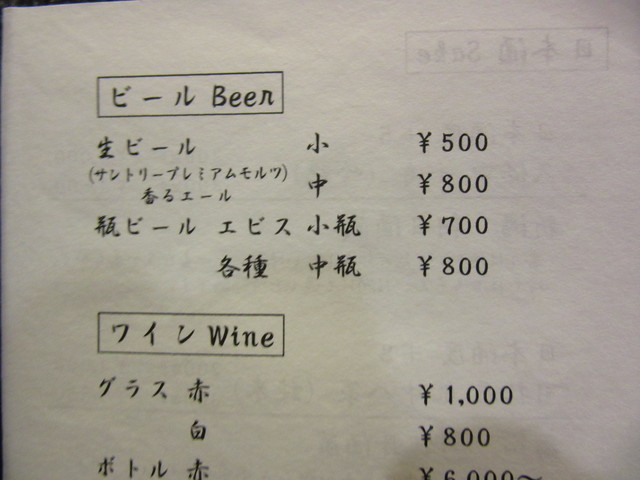 日本酒 Sake
ビール Beer
生ビール 小 ¥500
(サントリープレミアムモルツ) 中 ¥800
香るエール
瓶ビール エビス 小瓶 ¥700
各種 中瓶 ¥800
ワイン Wine
グラス 赤 ¥1,000
白 ¥800
ボトル 赤 ¥6,000~